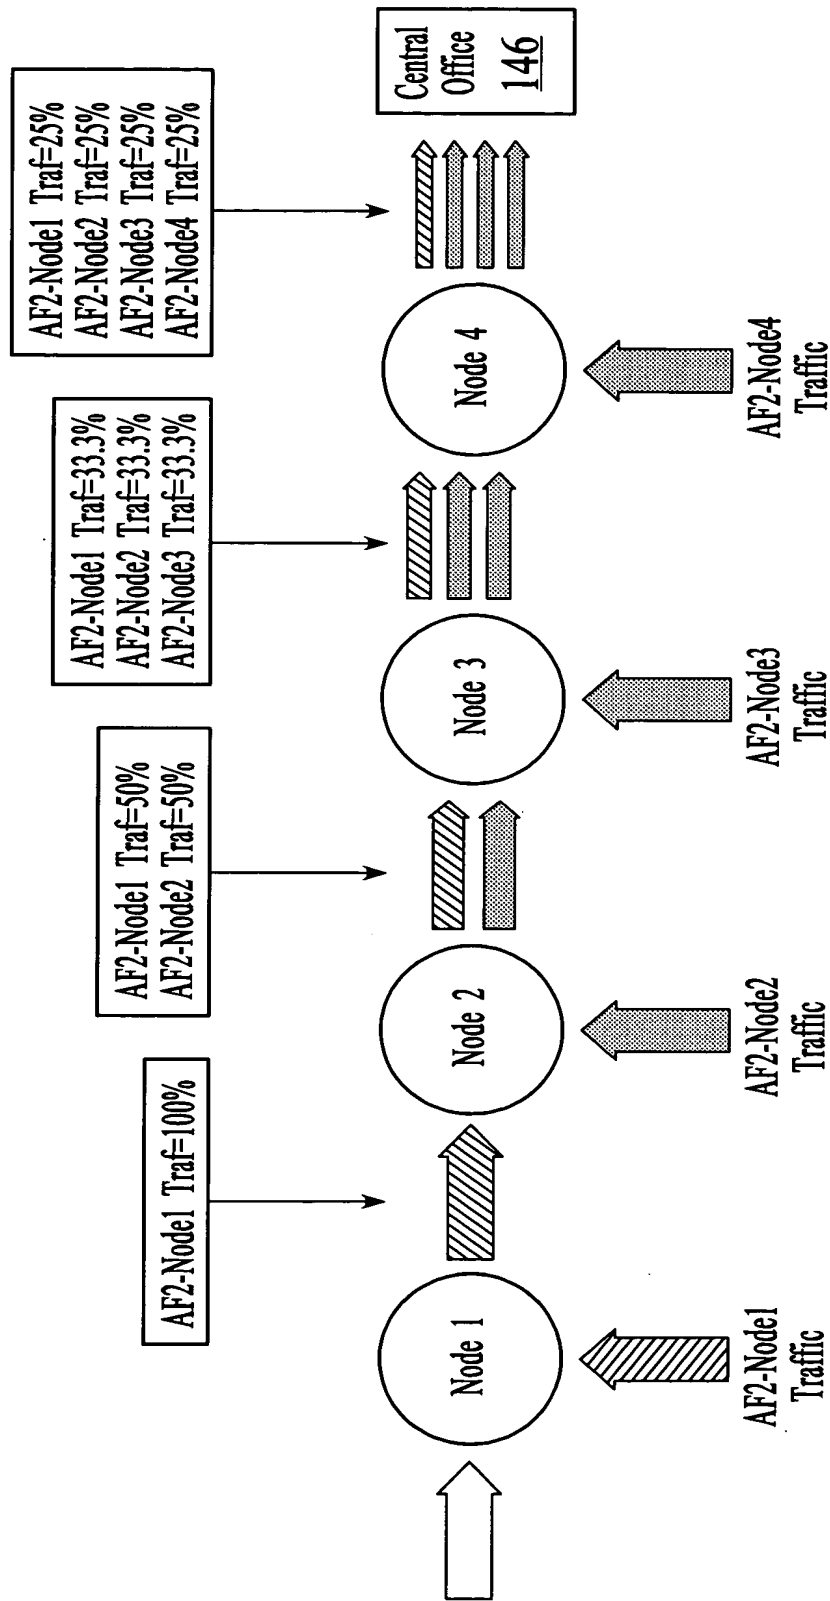 AF2-Node1 Traf=100%
AF2-Node1 Traf=50%
AF2-Node2 Traf=50%
AF2-Node1 Traf=33.3%
AF2-Node2 Traf=33.3%
AF2-Node3 Traf=33.3%
AF2-Node1 Traf=25%
AF2-Node2 Traf=25%
AF2-Node3 Traf=25%
AF2-Node4 Traf=25%
Node 1
Node 2
Node 3
Node 4
Central
Office
146
AF2-Node1
Traffic
AF2-Node2
Traffic
AF2-Node3
Traffic
AF2-Node4
Traffic